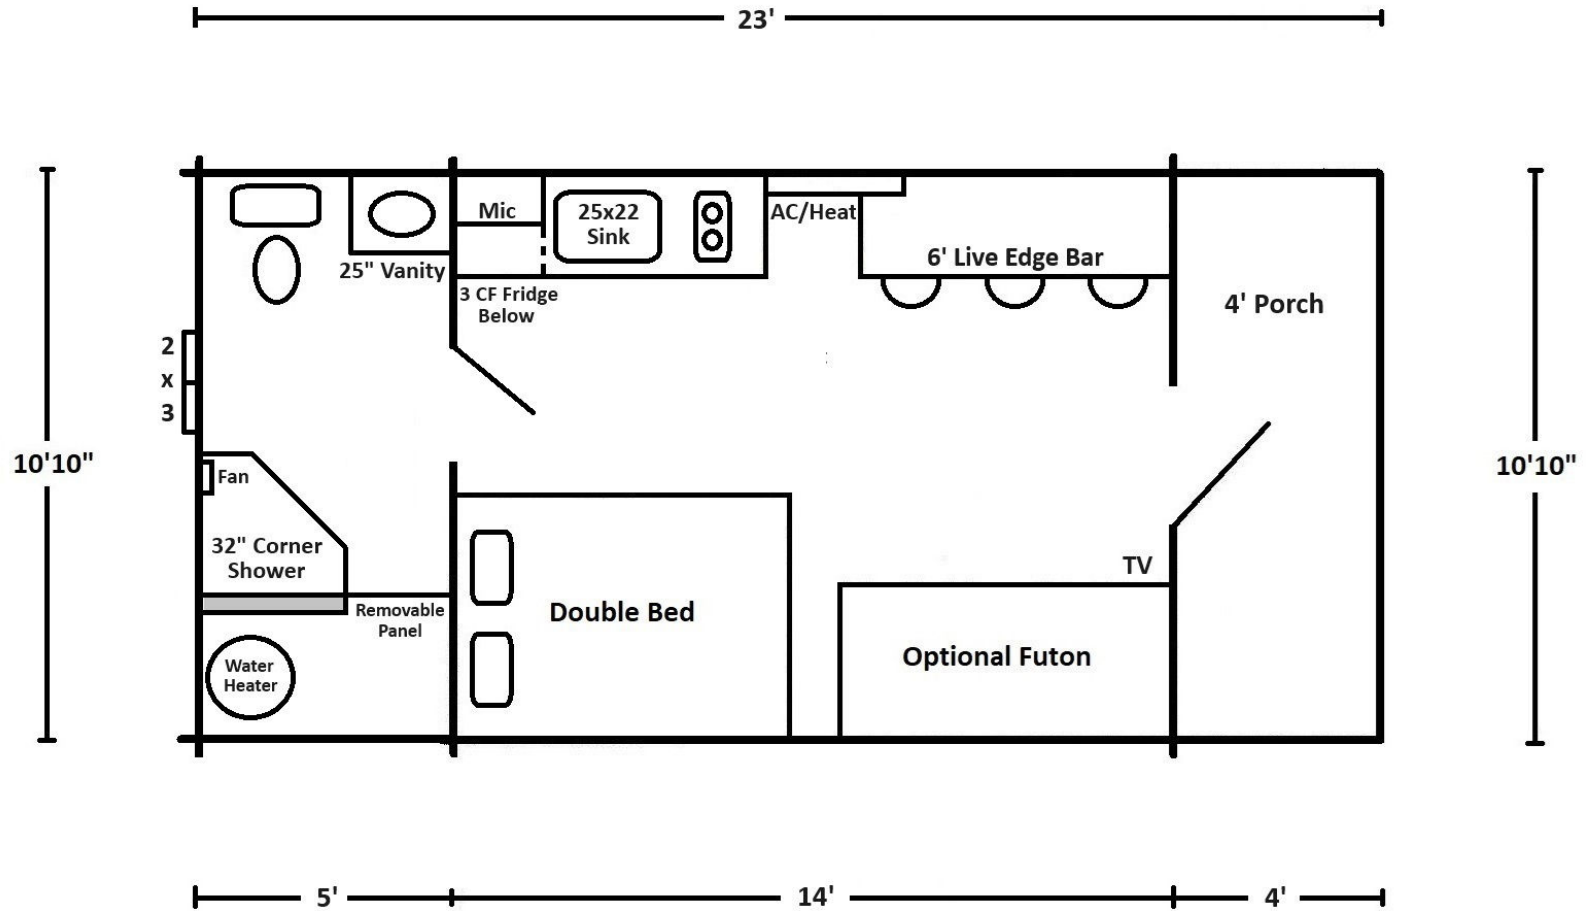 23'
Mic
25x22
Sink
AC/Heat
6' Live Edge Bar
25" Vanity
3 CF Fridge
Below
4' Porch
2
x
3
10'10"
10'10"
Fan
32" Corner
Shower
TV
Removable
Panel
Double Bed
Optional Futon
Water
Heater
5'
14'
4'